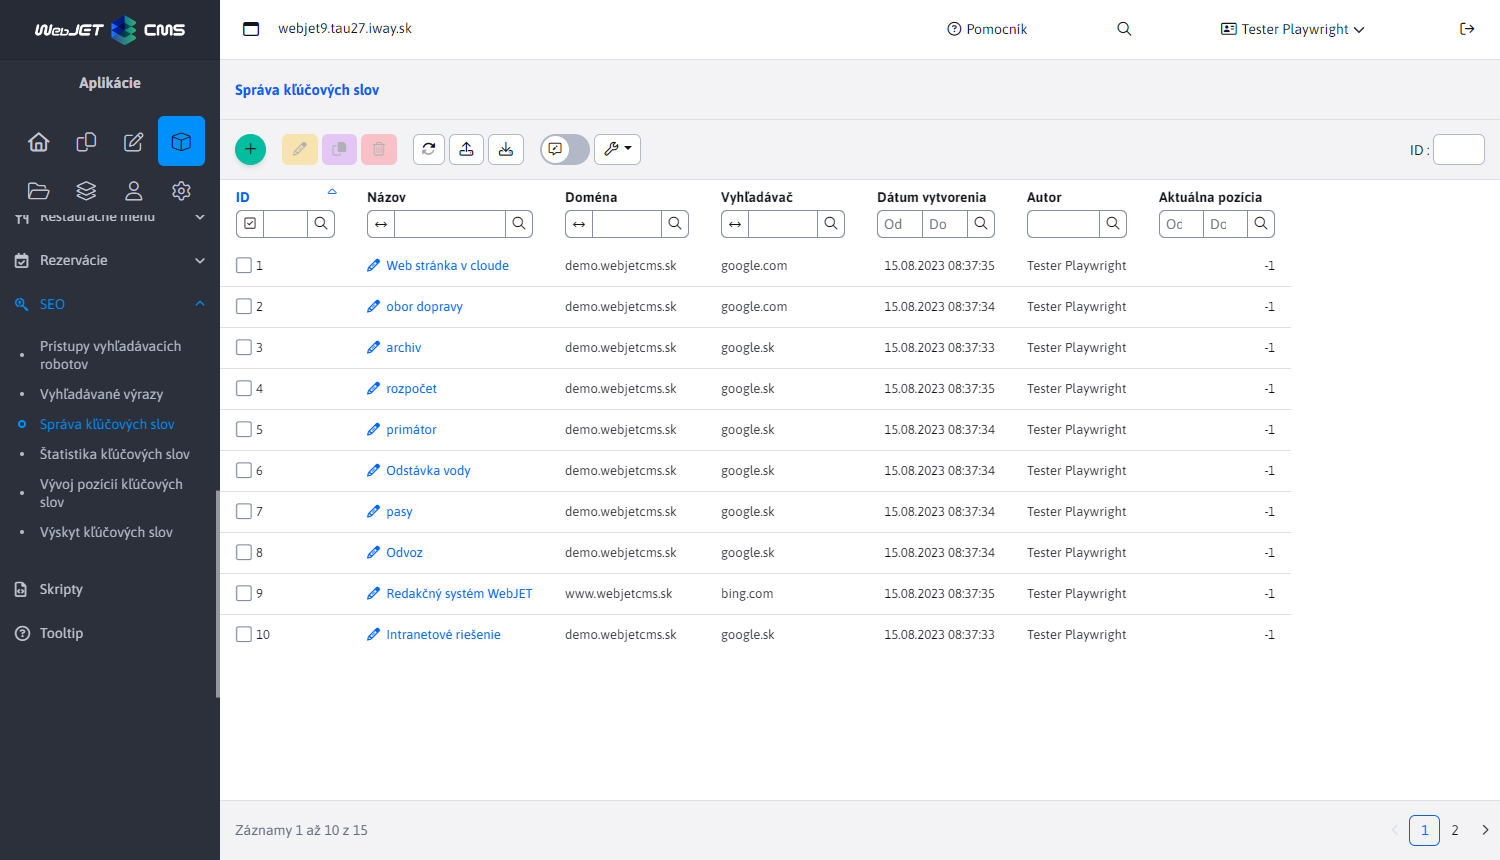 WebJET CMS
webjet9.tau27.iway.sk
Pomocník
Tester Playwright
Aplikácie
Správa kľúčových slov
ID :
Reštauračné menu
Rezervácie
SEO
Prístupy vyhľadávacích
robotov
Vyhľadávané výrazy
Správa kľúčových slov
Štatistika kľúčových slov
Vývoj pozícií kľúčových
slov
Výskyt kľúčových slov
Skripty
Tooltip
ID Názov Doména Vyhľadávač Dátum vytvorenia Autor Aktuálna pozícia
Od Do Od Do
1 Web stránka v cloude demo.webjetcms.sk google.com 15.08.2023 08:37:35 Tester Playwright -1
2 obor dopravy demo.webjetcms.sk google.com 15.08.2023 08:37:34 Tester Playwright -1
3 archiv demo.webjetcms.sk google.sk 15.08.2023 08:37:33 Tester Playwright -1
4 rozpočet demo.webjetcms.sk google.sk 15.08.2023 08:37:35 Tester Playwright -1
5 primátor demo.webjetcms.sk google.sk 15.08.2023 08:37:34 Tester Playwright -1
6 Odstávka vody demo.webjetcms.sk google.sk 15.08.2023 08:37:34 Tester Playwright -1
7 pasy demo.webjetcms.sk google.sk 15.08.2023 08:37:34 Tester Playwright -1
8 Odvoz demo.webjetcms.sk google.sk 15.08.2023 08:37:34 Tester Playwright -1
9 Redakčný systém WebJET www.webjetcms.sk bing.com 15.08.2023 08:37:35 Tester Playwright -1
10 Intranetové riešenie demo.webjetcms.sk google.sk 15.08.2023 08:37:33 Tester Playwright -1
Záznamy 1 až 10 z 15
1 2